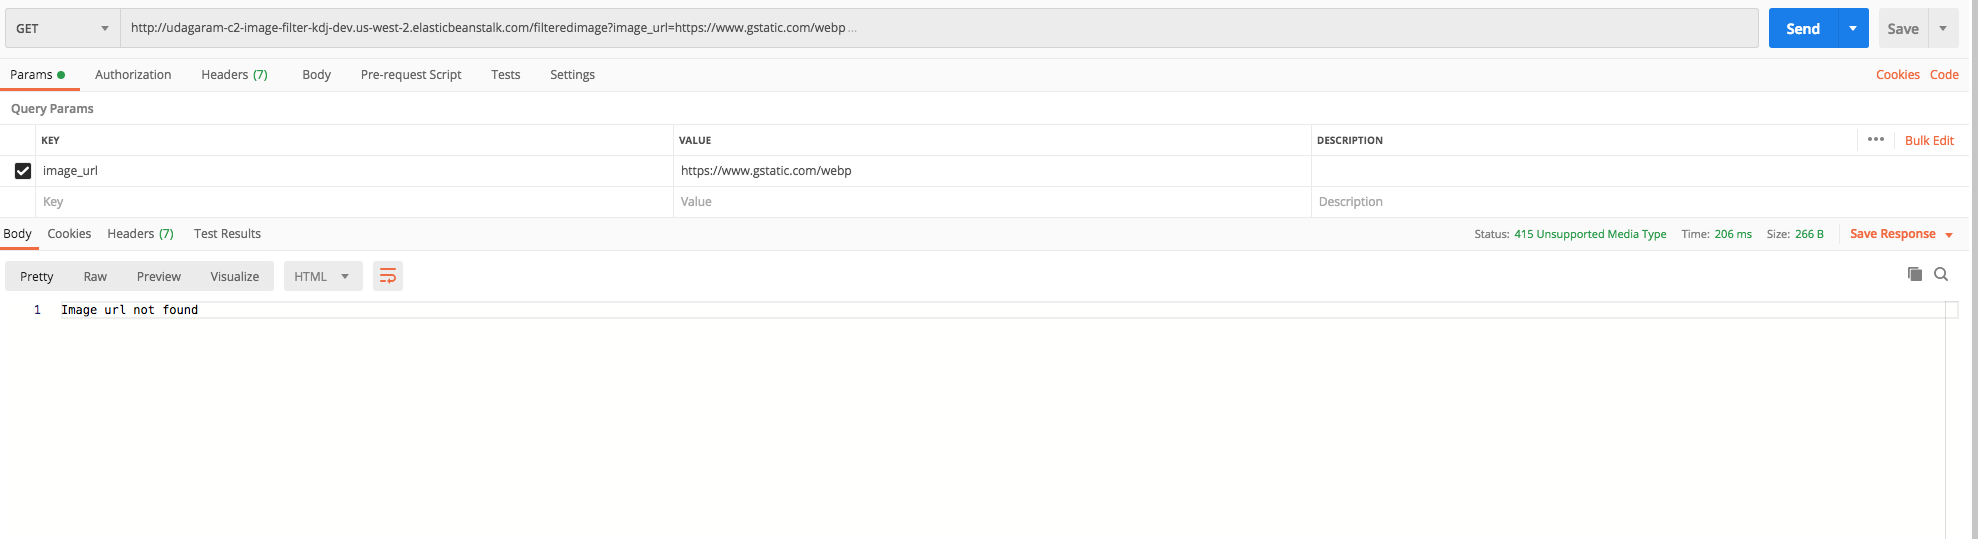 GET http://udagaram-c2-image-filter-kdj-dev.us-west-2.elasticbeanstalk.com/filteredimage?image_url=https://www.gstatic.com/webp ... Send Save
Params Authorization Headers (7) Body Pre-request Script Tests Settings Cookies Code
Query Params
KEY VALUE DESCRIPTION ••• Bulk Edit
image_url https://www.gstatic.com/webp
Key Value Description
Body Cookies Headers (7) Test Results Status: 415 Unsupported Media Type Time: 206 ms Size: 266 B Save Response
Pretty Raw Preview Visualize HTML
1 Image url not found